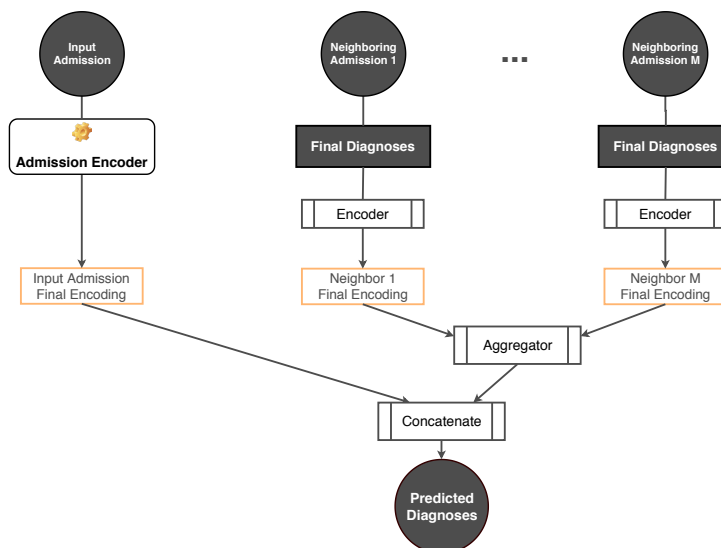 Input
Admission
Neighboring
Admission 1
...
Neighboring
Admission M
Admission Encoder
Final Diagnoses
Final Diagnoses
Encoder
Encoder
Input Admission
Final Encoding
Neighbor 1
Final Encoding
Neighbor M
Final Encoding
Aggregator
Concatenate
Predicted
Diagnoses